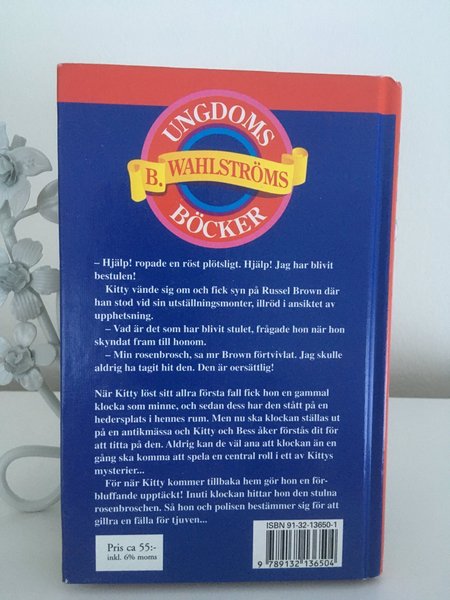 UNGDOMS
B. WAHLSTRÖMS
BÖCKER
– Hjälp! ropade en röst plötsligt. Hjälp! Jag har blivit
bestulen!
Kitty vände sig om och fick syn på Russel Brown där
han stod vid sin utställningsmonter, illröd i ansiktet av
upphetsning.
– Vad är det som har blivit stulet, frågade hon när hon
skyndat fram till honom.
– Min rosenbrosch, sa mr Brown förtvivlat. Jag skulle
aldrig ha tagit hit den. Den är oersättlig!
När Kitty löst sitt allra första fall fick hon en gammal
klocka som minne, och sedan dess har den stått på en
hedersplats i hennes rum. Men nu ska klockan ställas ut
på en antikmässa och Kitty och Bess åker förstås dit för
att titta på den. Aldrig kan de väl ana att klockan än en
gång ska komma att spela en central roll i ett av Kittys
mysterier...
För när Kitty kommer tillbaka hem gör hon en för-
bluffande upptäckt! Inuti klockan hittar hon den stulna
rosenbroschen. Så hon och polisen bestämmer sig för att
gillra en fälla för tjuven...
Pris ca 55:-
inkl. 6% moms
ISBN 91-32-13650-1
9 789132 136504